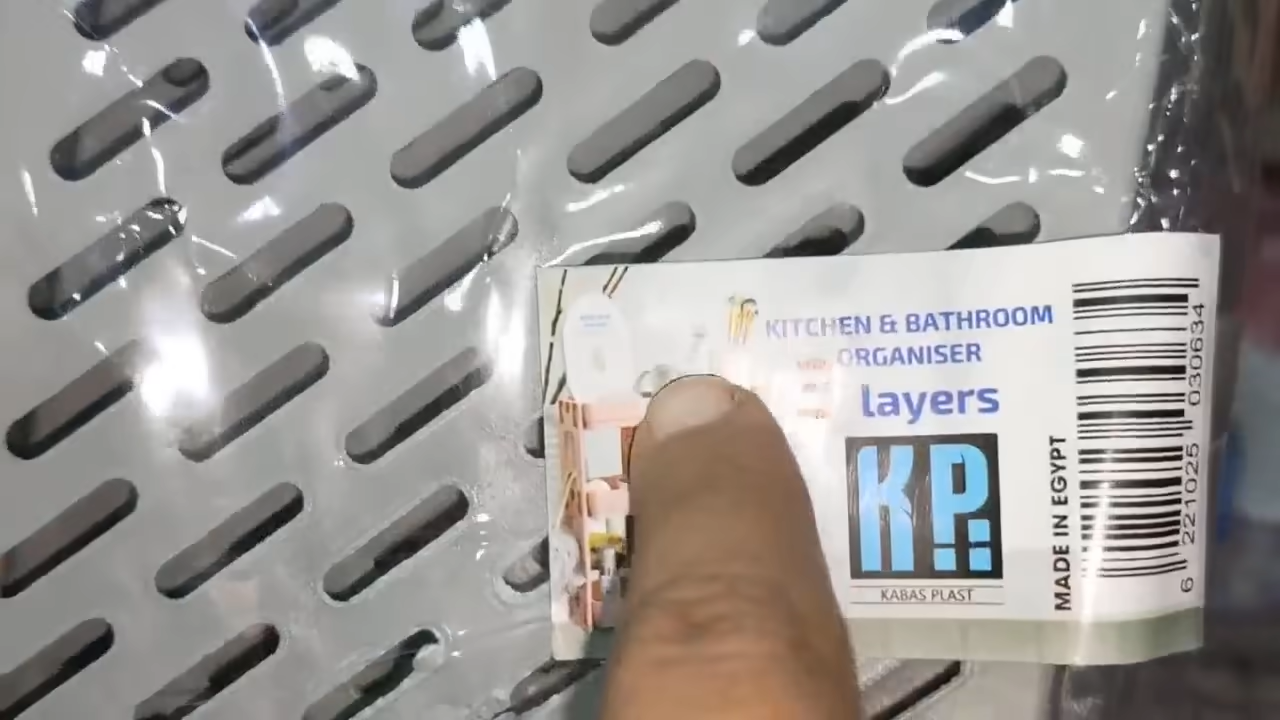 KITCHEN & BATHROOM
ORGANISER
layers
KP.
KABAS PLAST
MADE IN EGYPT
6 221025 030634